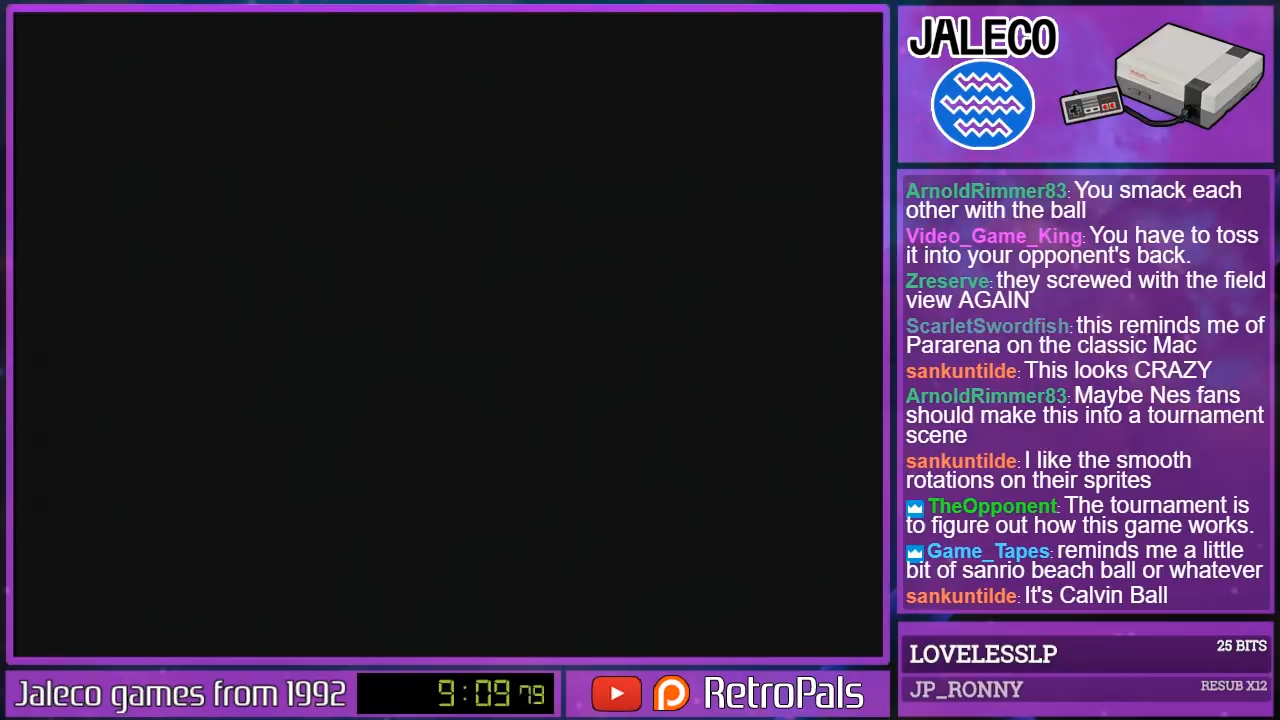 JALECO
ArnoldRimmer83: You smack each
other with the ball
Video_Game_King: You have to toss
it into your opponent's back.
Zreserve: they screwed with the field
view AGAIN
ScarletSwordfish: this reminds me of
Pararena on the classic Mac
sankuntilde: This looks CRAZY
ArnoldRimmer83: Maybe Nes fans
should make this into a tournament
scene
sankuntilde: I like the smooth
rotations on their sprites
TheOpponent: The tournament is
to figure out how this game works.
Game_Tapes: reminds me a little
bit of sanrio beach ball or whatever
sankuntilde: It's Calvin Ball
LOVELESSLP 25 BITS
JP_RONNY RESUB X12
Jaleco games from 1992 9:09 79 RetroPals